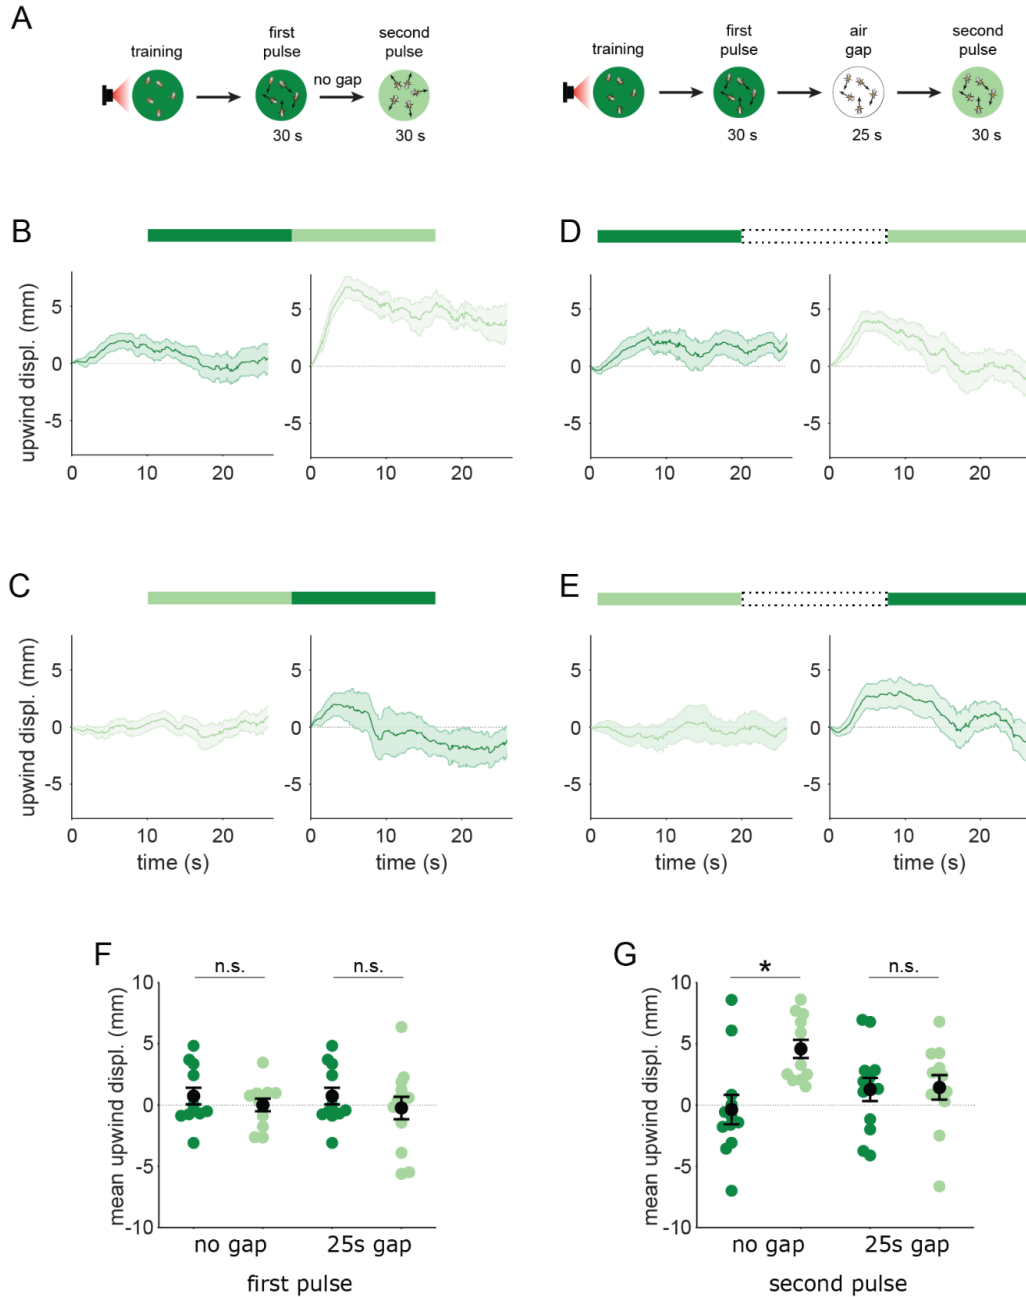 A
training
first
pulse
no gap
second
pulse
30 s
30 s
training
first
pulse
air
gap
second
pulse
30 s
25 s
30 s
B
upwind displ. (mm)
5
0
-5
0
10
20
5
0
-5
0
10
20
D
5
0
-5
0
10
20
5
0
-5
0
10
20
C
upwind displ. (mm)
5
0
-5
0
10
20
time (s)
5
0
-5
0
10
20
time (s)
E
5
0
-5
0
10
20
time (s)
5
0
-5
0
10
20
time (s)
F
mean upwind displ. (mm)
10
5
0
-5
-10
n.s.
n.s.
no gap
25s gap
first pulse
G
mean upwind displ. (mm)
10
5
0
-5
-10
*
n.s.
no gap
25s gap
second pulse